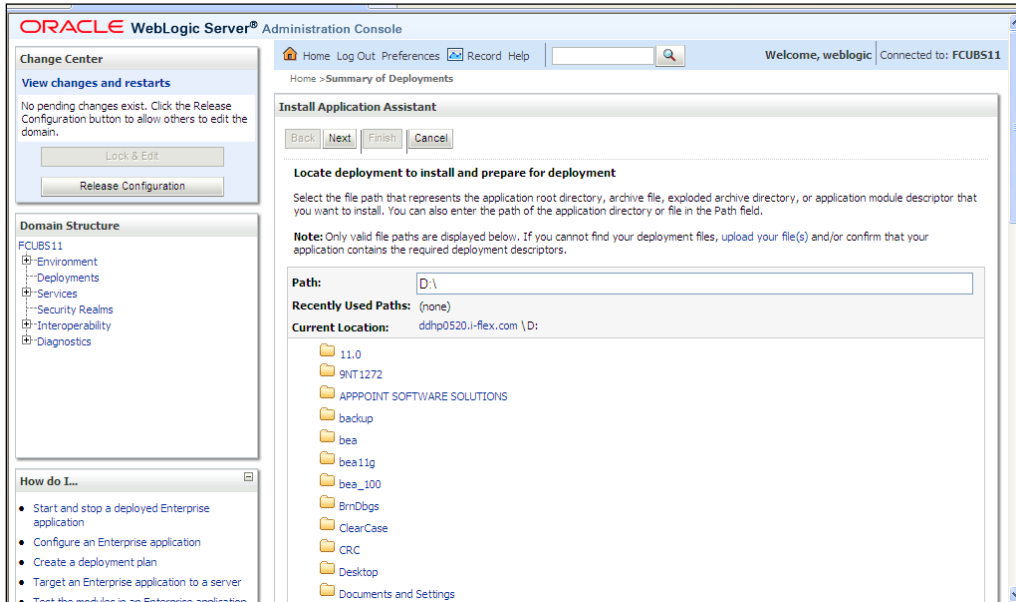 ORACLE WebLogic Server® Administration Console
Change Center
View changes and restarts
No pending changes exist. Click the Release
Configuration button to allow others to edit the
domain.
Lock & Edit
Release Configuration
Domain Structure
FCUBS11
Environment
Deployments
Services
Security Realms
Interoperability
Diagnostics
How do I...
Start and stop a deployed Enterprise
application
Configure an Enterprise application
Create a deployment plan
Target an Enterprise application to a server
Test the modules in an Enterprise application
Home Log Out Preferences Record Help
Welcome, weblogic Connected to: FCUBS11
Home >Summary of Deployments
Install Application Assistant
Back Next Finish Cancel
Locate deployment to install and prepare for deployment
Select the file path that represents the application root directory, archive file, exploded archive directory, or application module descriptor that
you want to install. You can also enter the path of the application directory or file in the Path field.
Note: Only valid file paths are displayed below. If you cannot find your deployment files, upload your file(s) and/or confirm that your
application contains the required deployment descriptors.
Path: D:\
Recently Used Paths: (none)
Current Location: ddhp0520.i-flex.com \D:
11.0
9NT1272
APPPOINT SOFTWARE SOLUTIONS
backup
bea
bea11g
bea_100
BrnDbgs
ClearCase
CRC
Desktop
Documents and Settings